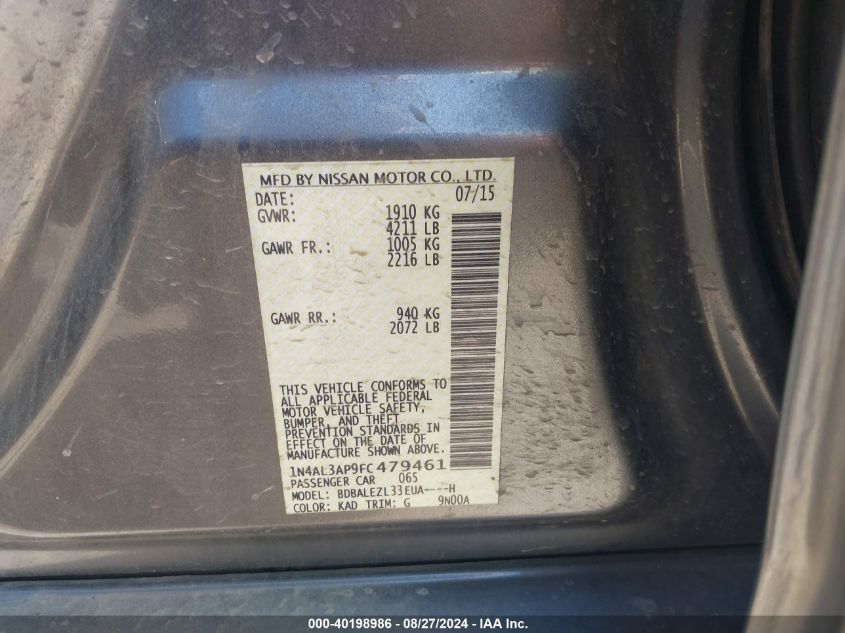 MFD BY NISSAN MOTOR CO., LTD.
DATE: 07/15
GVWR: 1910 KG
4211 LB
GAWR FR.: 1005 KG
2216 LB
GAWR RR.: 940 KG
2072 LB
THIS VEHICLE CONFORMS TO
ALL APPLICABLE FEDERAL
MOTOR VEHICLE SAFETY,
BUMPER, AND THEFT
PREVENTION STANDARDS IN
EFFECT ON THE DATE OF
MANUFACTURE SHOWN ABOVE.
1N4AL3AP9FC479461
PASSENGER CAR 065
MODEL: BDBALEZL33EUA----H
COLOR: KAD TRIM: G 9N00A
000-40198986 - 08/27/2024 - IAA Inc.